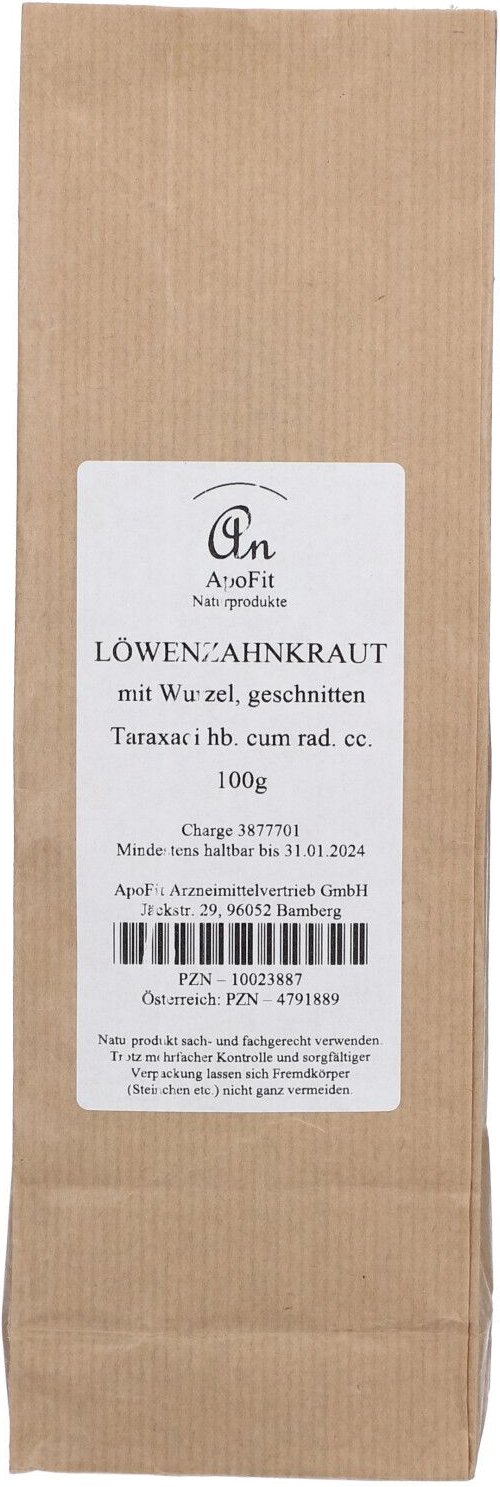 An
ApoFit
Naturprodukte
LÖWENZAHNKRAUT
mit Wurzel, geschnitten
Taraxaci hb. cum rad. cc.
100g
Charge 3877701
Mindestens haltbar bis 31.01.2024
ApoFit Arzneimittelvertrieb GmbH
Jäckstr. 29, 96052 Bamberg
PZN – 10023887
Österreich: PZN – 4791889
Naturprodukt sach- und fachgerecht verwenden.
Trotz mehrfacher Kontrolle und sorgfältiger
Verpackung lassen sich Fremdkörper
(Steinchen etc.) nicht ganz vermeiden.